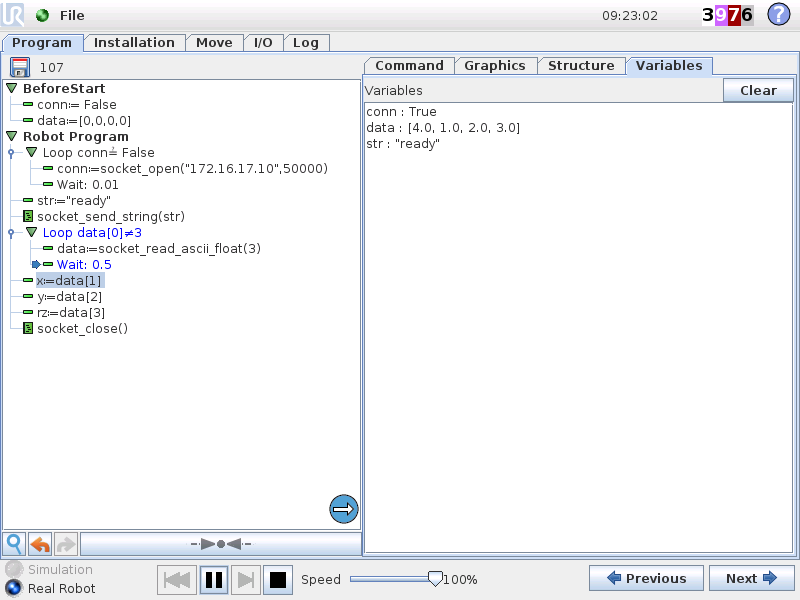 UR File 09:23:02 3976 ?
Program Installation Move I/O Log
107
BeforeStart
conn≔ False
data≔[0,0,0,0]
Robot Program
Loop conn≟ False
conn≔socket_open("172.16.17.10",50000)
Wait: 0.01
str≔"ready"
socket_send_string(str)
Loop data[0]≠3
data≔socket_read_ascii_float(3)
Wait: 0.5
x≔data[1]
y≔data[2]
rz≔data[3]
socket_close()
Command Graphics Structure Variables
Variables Clear
conn : True
data : [4.0, 1.0, 2.0, 3.0]
str : "ready"
Simulation
Real Robot
Speed 100%
Previous Next